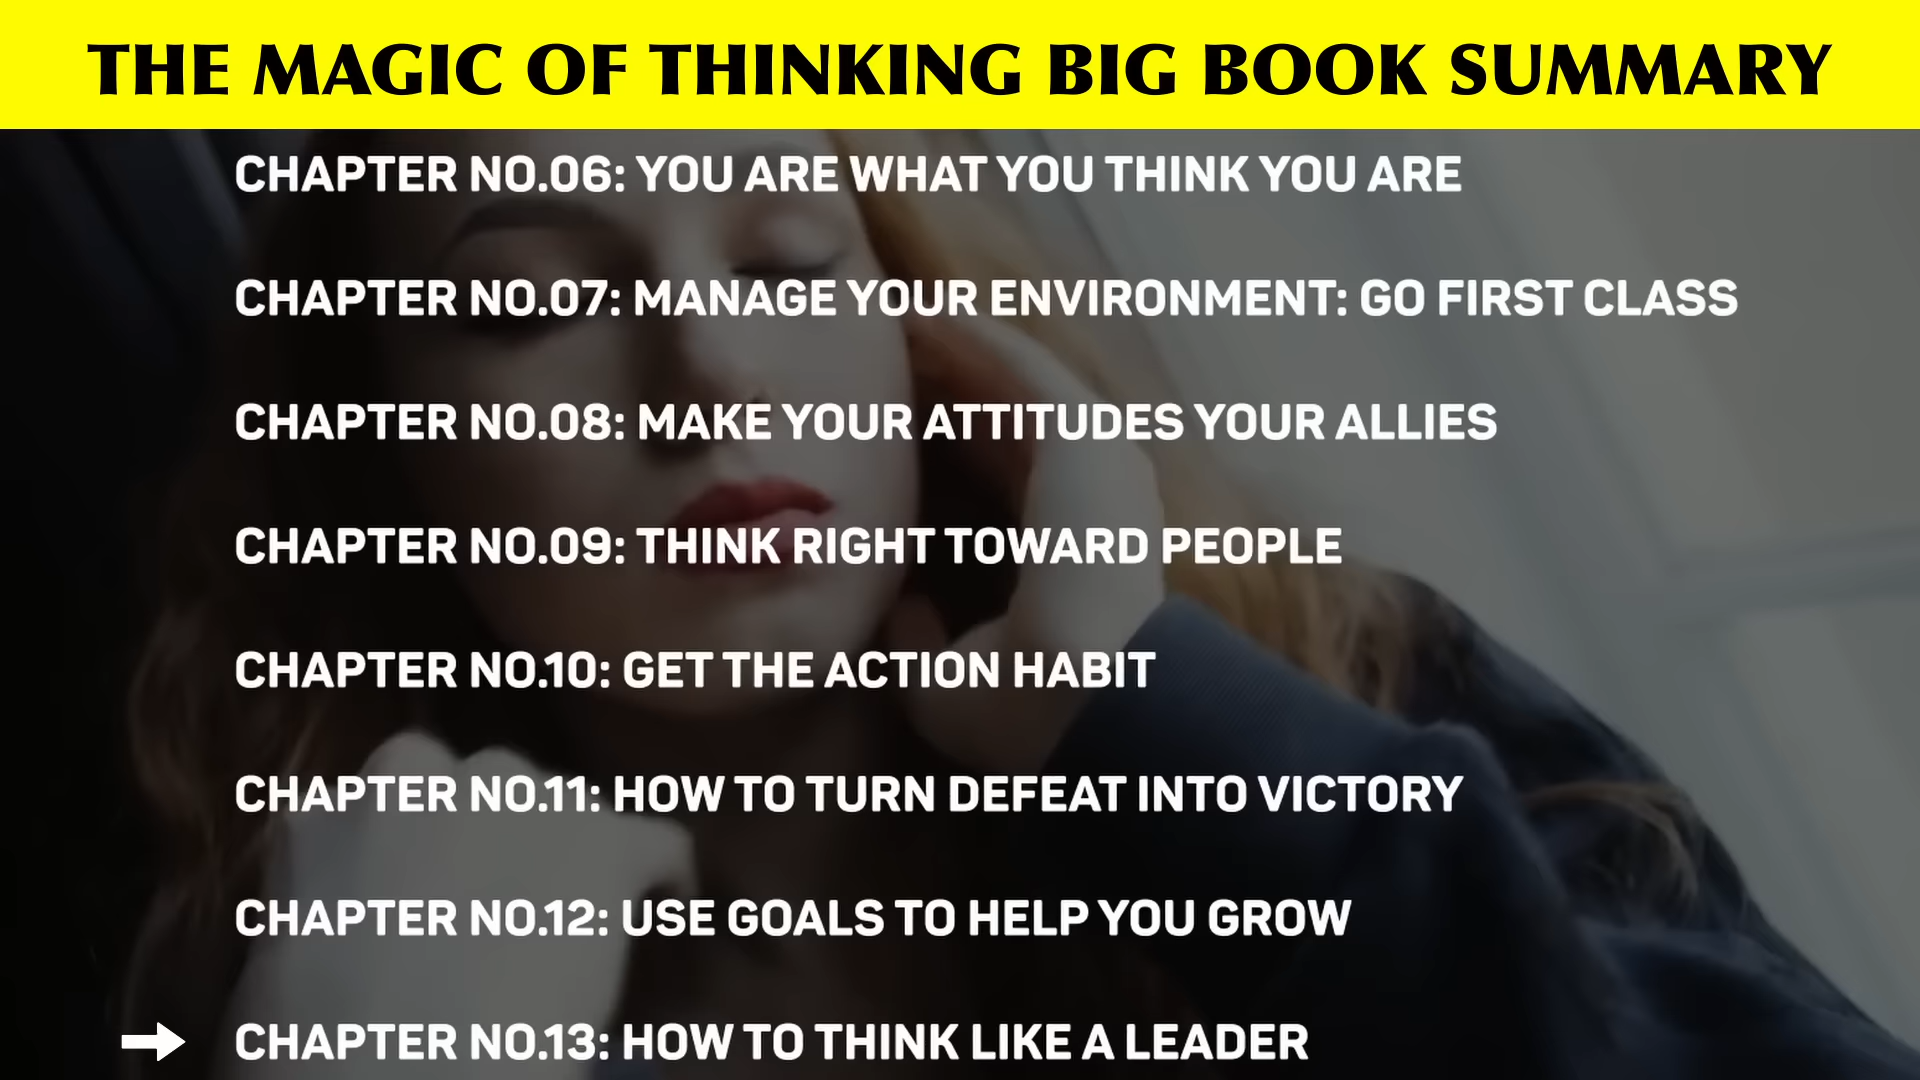 THE MAGIC OF THINKING BIG BOOK SUMMARY
CHAPTER NO.06: YOU ARE WHAT YOU THINK YOU ARE
CHAPTER NO.07: MANAGE YOUR ENVIRONMENT: GO FIRST CLASS
CHAPTER NO.08: MAKE YOUR ATTITUDES YOUR ALLIES
CHAPTER NO.09: THINK RIGHT TOWARD PEOPLE
CHAPTER NO.10: GET THE ACTION HABIT
CHAPTER NO.11: HOW TO TURN DEFEAT INTO VICTORY
CHAPTER NO.12: USE GOALS TO HELP YOU GROW
CHAPTER NO.13: HOW TO THINK LIKE A LEADER